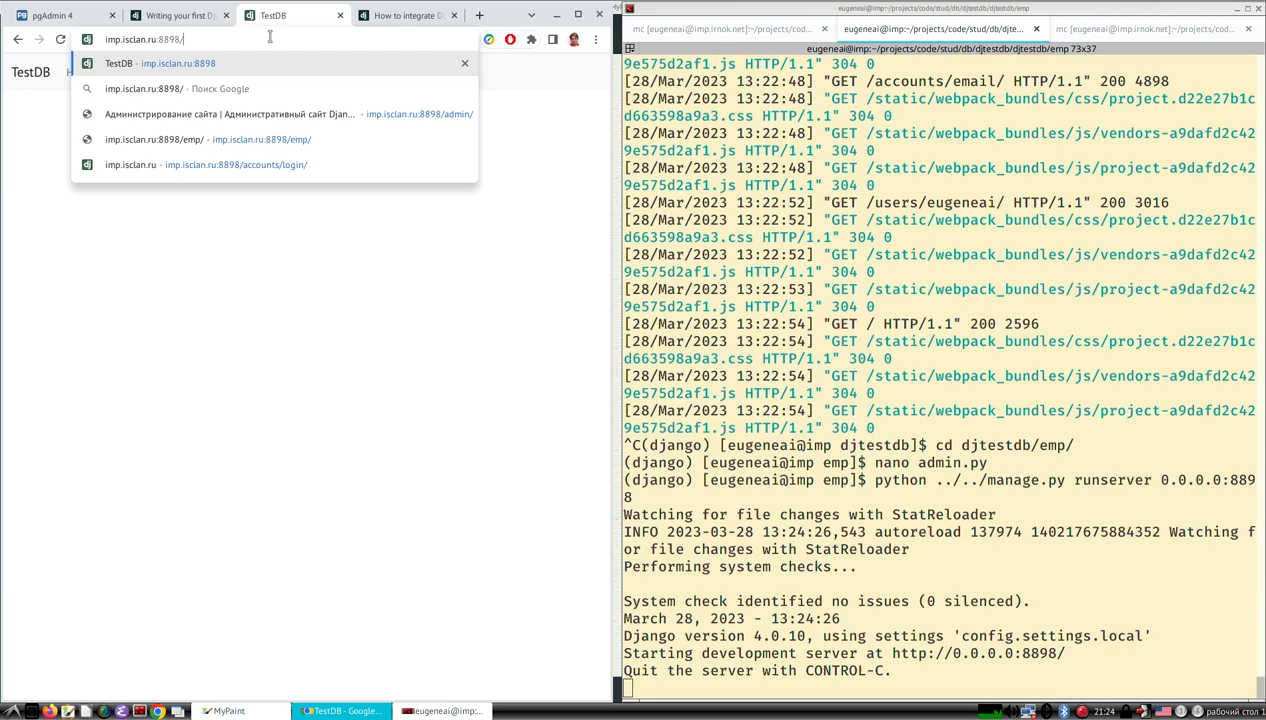 pgAdmin 4
Writing your first Dj
TestDB
How to integrate Dj
imp.isclan.ru:8898/
TestDB
TestDB - imp.isclan.ru:8898
imp.isclan.ru:8898/ - Поиск Google
Администрирование сайта | Административный сайт Djan... - imp.isclan.ru:8898/admin/
imp.isclan.ru:8898/emp/ - imp.isclan.ru:8898/emp/
imp.isclan.ru - imp.isclan.ru:8898/accounts/login/
eugeneai@imp:~/projects/code/stud/db/djtestdb/djtestdb/emp
mc [eugeneai@imp.irnok.net]:~/projects/cod...
eugeneai@imp:~/projects/code/stud/db/djte...
mc [eugeneai@imp.irnok.net]:~/projects/cod...
eugeneai@imp:~/projects/code/stud/db/djtestdb/djtestdb/emp 73x37
9e575d2af1.js HTTP/1.1" 304 0
[28/Mar/2023 13:22:48] "GET /accounts/email/ HTTP/1.1" 200 4898
[28/Mar/2023 13:22:48] "GET /static/webpack_bundles/css/project.d22e27b1c
d663598a9a3.css HTTP/1.1" 304 0
[28/Mar/2023 13:22:48] "GET /static/webpack_bundles/js/vendors-a9dafd2c42
9e575d2af1.js HTTP/1.1" 304 0
[28/Mar/2023 13:22:48] "GET /static/webpack_bundles/js/project-a9dafd2c42
9e575d2af1.js HTTP/1.1" 304 0
[28/Mar/2023 13:22:52] "GET /users/eugeneai/ HTTP/1.1" 200 3016
[28/Mar/2023 13:22:52] "GET /static/webpack_bundles/css/project.d22e27b1c
d663598a9a3.css HTTP/1.1" 304 0
[28/Mar/2023 13:22:52] "GET /static/webpack_bundles/js/vendors-a9dafd2c42
9e575d2af1.js HTTP/1.1" 304 0
[28/Mar/2023 13:22:53] "GET /static/webpack_bundles/js/project-a9dafd2c42
9e575d2af1.js HTTP/1.1" 304 0
[28/Mar/2023 13:22:54] "GET / HTTP/1.1" 200 2596
[28/Mar/2023 13:22:54] "GET /static/webpack_bundles/css/project.d22e27b1c
d663598a9a3.css HTTP/1.1" 304 0
[28/Mar/2023 13:22:54] "GET /static/webpack_bundles/js/vendors-a9dafd2c42
9e575d2af1.js HTTP/1.1" 304 0
[28/Mar/2023 13:22:54] "GET /static/webpack_bundles/js/project-a9dafd2c42
9e575d2af1.js HTTP/1.1" 304 0
^C(django) [eugeneai@imp djtestdb]$ cd djtestdb/emp/
(django) [eugeneai@imp emp]$ nano admin.py
(django) [eugeneai@imp emp]$ python ../../manage.py runserver 0.0.0.0:889
8
Watching for file changes with StatReloader
INFO 2023-03-28 13:24:26,543 autoreload 137974 140217675884352 Watching f
or file changes with StatReloader
Performing system checks...
System check identified no issues (0 silenced).
March 28, 2023 - 13:24:26
Django version 4.0.10, using settings 'config.settings.local'
Starting development server at http://0.0.0.0:8898/
Quit the server with CONTROL-C.
MyPaint
TestDB - Google...
eugeneai@imp:...
21:24
рабочий стол 1